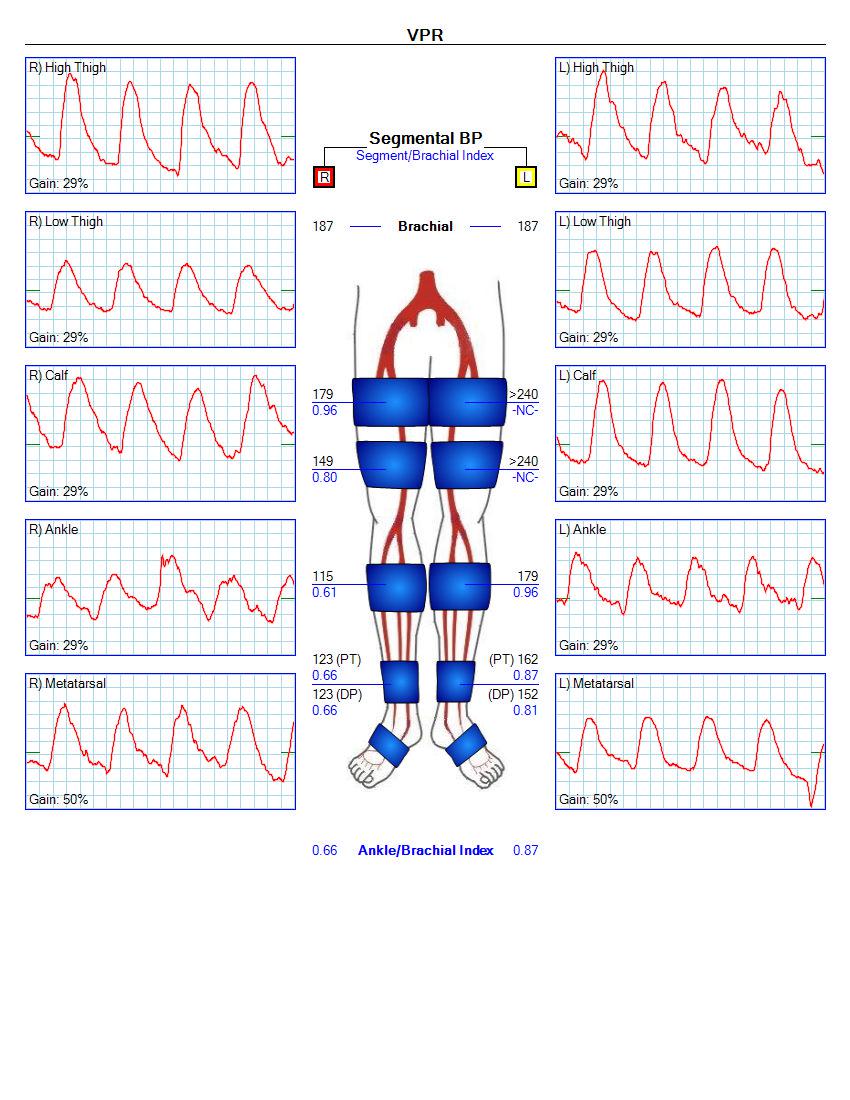 VPR
R) High Thigh
Gain: 29%
R) Low Thigh
Gain: 29%
R) Calf
Gain: 29%
R) Ankle
Gain: 29%
R) Metatarsal
Gain: 50%
Segmental BP
Segment/Brachial Index
R L
187 Brachial 187
179 >240
0.96 -NC-
149 >240
0.80 -NC-
115 179
0.61 0.96
123 (PT) (PT) 162
0.66 0.87
123 (DP) (DP) 152
0.66 0.81
0.66 Ankle/Brachial Index 0.87
L) High Thigh
Gain: 29%
L) Low Thigh
Gain: 29%
L) Calf
Gain: 29%
L) Ankle
Gain: 29%
L) Metatarsal
Gain: 50%